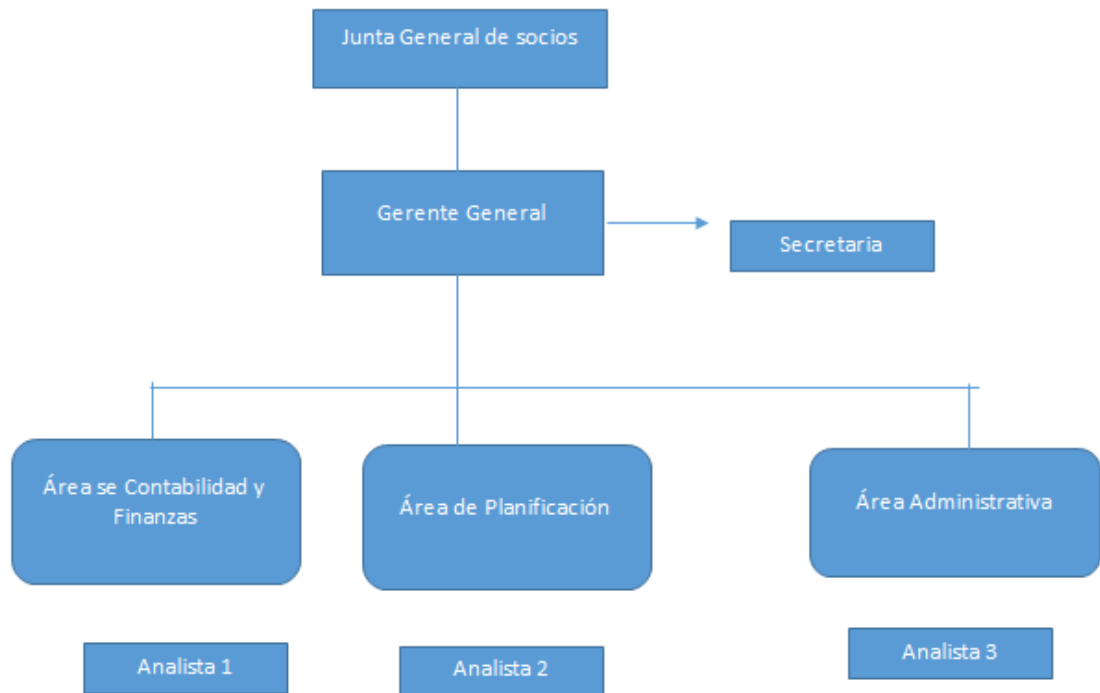 Junta General de socios
Gerente General
Secretaria
Área se Contabilidad y
Finanzas
Área de Planificación
Área Administrativa
Analista 1
Analista 2
Analista 3